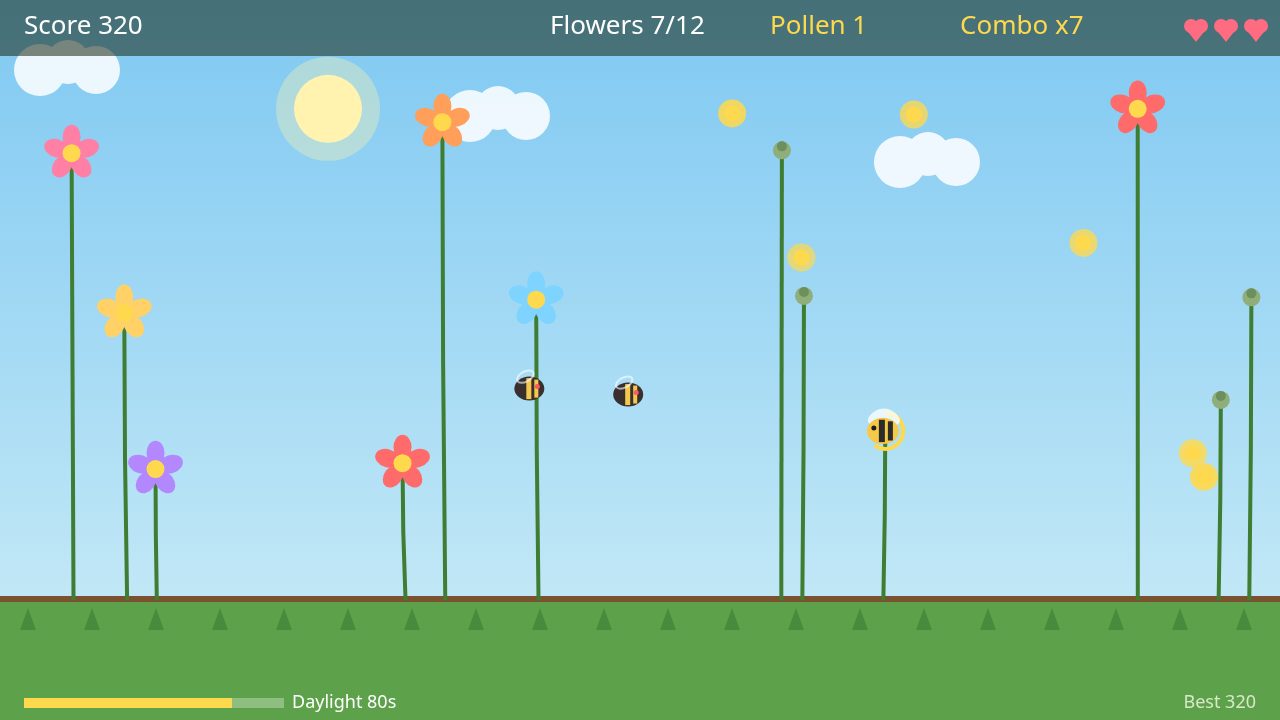 Score 320
Flowers 7/12
Pollen 1
Combo x7
Daylight 80s
Best 320